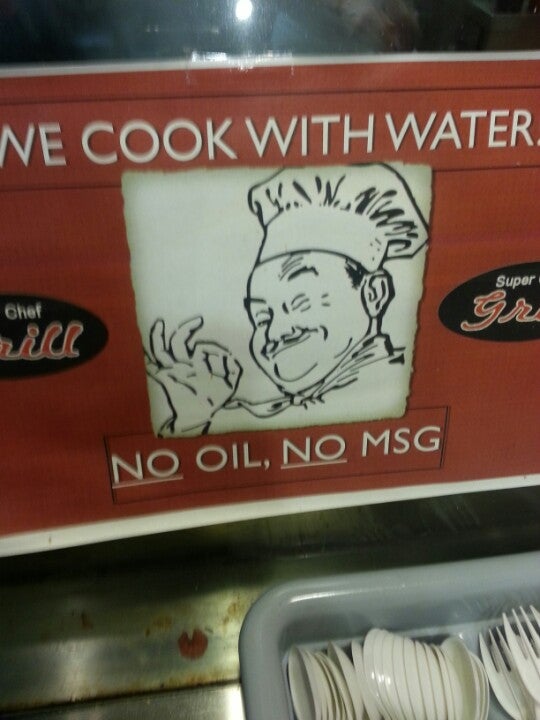 WE COOK WITH WATER.
Chef
Super
NO OIL, NO MSG